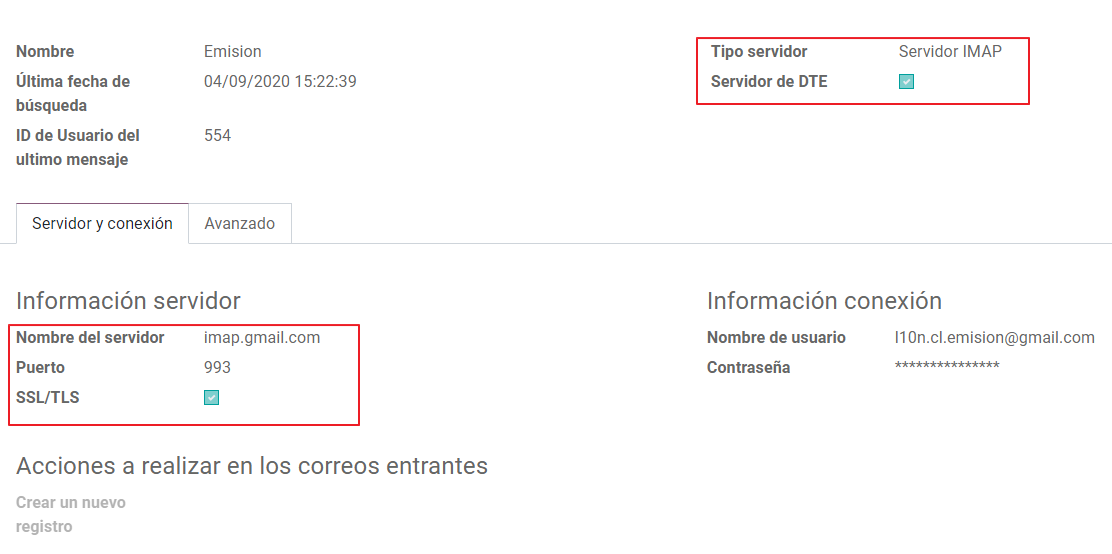 Nombre Emision
Tipo servidor Servidor IMAP
Última fecha de búsqueda 04/09/2020 15:22:39
Servidor de DTE
ID de Usuario del ultimo mensaje 554
Servidor y conexión Avanzado
Información servidor
Información conexión
Nombre del servidor imap.gmail.com
Nombre de usuario l10n.cl.emision@gmail.com
Puerto 993
Contraseña ***************
SSL/TLS
Acciones a realizar en los correos entrantes
Crear un nuevo
registro